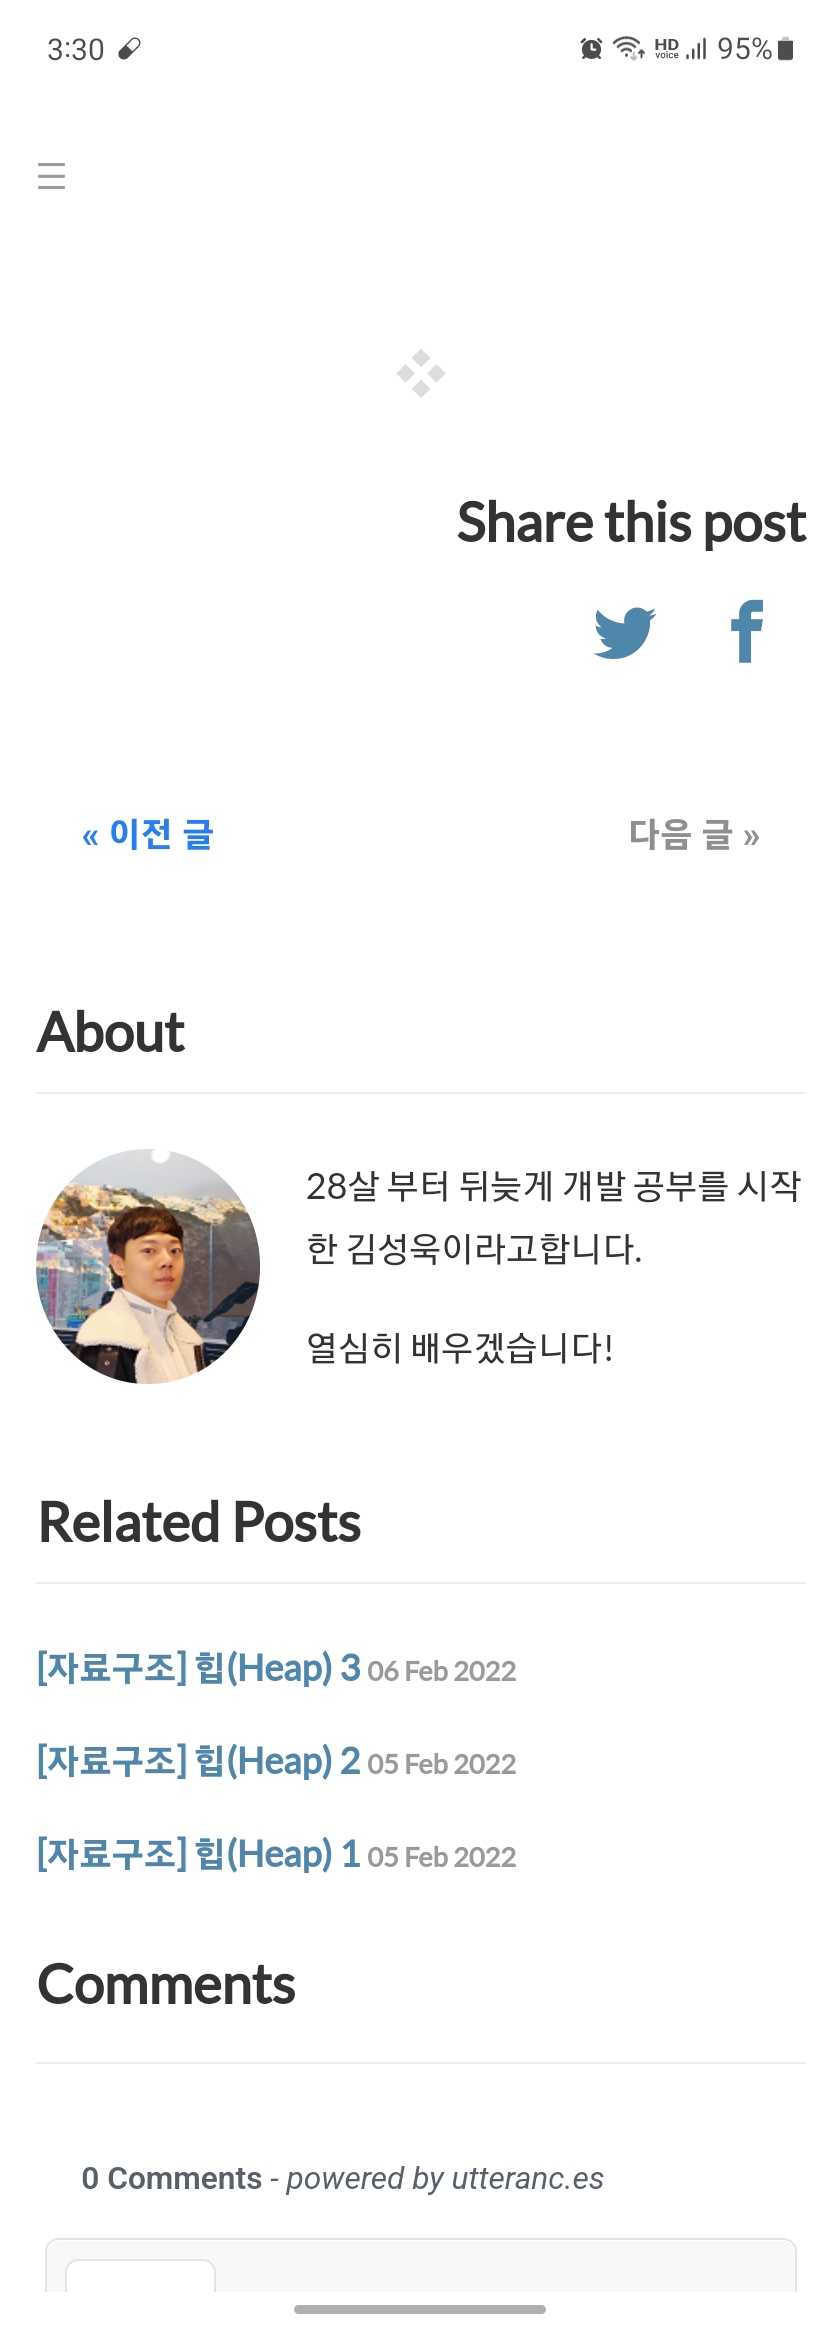 3:30
HD voice 95%
Share this post
« 이전 글 다음 글 »
About
28살 부터 뒤늦게 개발 공부를 시작
한 김성욱이라고합니다.
열심히 배우겠습니다!
Related Posts
[자료구조] 힙(Heap) 3 06 Feb 2022
[자료구조] 힙(Heap) 2 05 Feb 2022
[자료구조] 힙(Heap) 1 05 Feb 2022
Comments
0 Comments - powered by utteranc.es